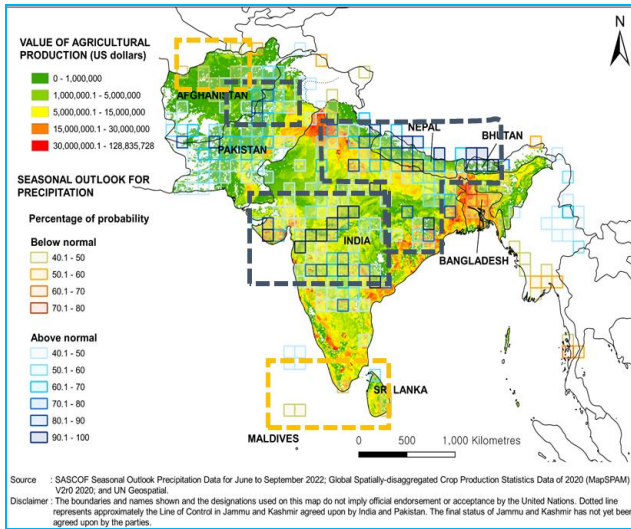 VALUE OF AGRICULTURAL
PRODUCTION (US dollars)
0 - 1,000,000
1,000,000.1 - 5,000,000
5,000,000.1 - 15,000,000
15,000,000.1 - 30,000,000
30,000,000.1 - 128,835,728
SEASONAL OUTLOOK FOR
PRECIPITATION
Percentage of probability
Below normal
40.1 - 50
50.1 - 60
60.1 - 70
70.1 - 80
Above normal
40.1 - 50
50.1 - 60
60.1 - 70
70.1 - 80
80.1 - 90
90.1 - 100
N
AFGHANISTAN
PAKISTAN
NEPAL
BHUTAN
INDIA
BANGLADESH
SRI LANKA
MALDIVES
0 500 1,000 Kilometres
Source : SASCOF Seasonal Outlook Precipitation Data for June to September 2022; Global Spatially-disaggregated Crop Production Statistics Data of 2020 (MapSPAM)
V2r0 2020; and UN Geospatial.
Disclaimer : The boundaries and names shown and the designations used on this map do not imply official endorsement or acceptance by the United Nations. Dotted line
represents approximately the Line of Control in Jammu and Kashmir agreed upon by India and Pakistan. The final status of Jammu and Kashmir has not yet been
agreed upon by the parties.